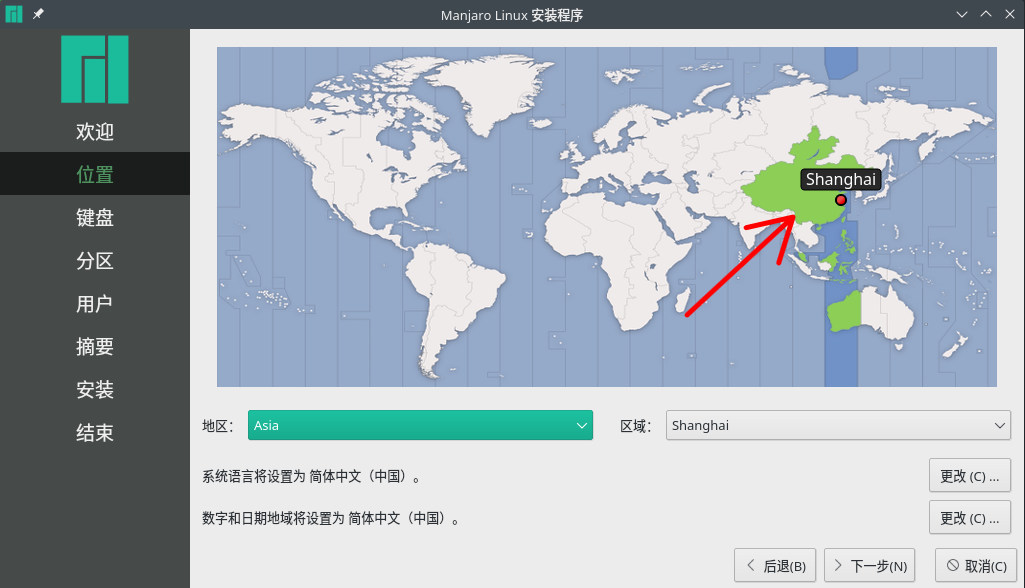 Manjaro Linux 安装程序
欢迎
位置
键盘
分区
用户
摘要
安装
结束
Shanghai
地区： Asia 区域： Shanghai
系统语言将设置为 简体中文（中国）。 更改 (C) ...
数字和日期地域将设置为 简体中文（中国）。 更改 (C) ...
后退(B) 下一步(N) 取消(C)